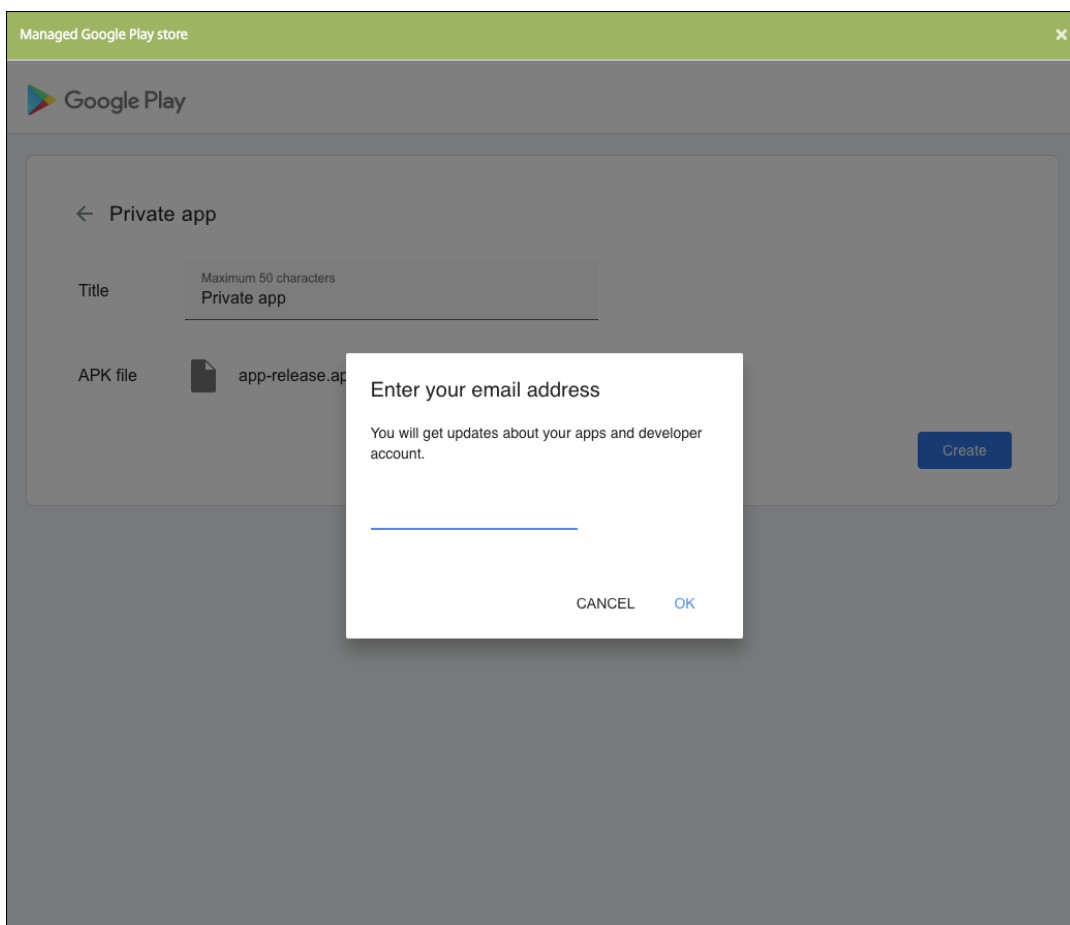 Managed Google Play store
Google Play
Private app
Title
Maximum 50 characters
Private app
APK file
app-release.ap
Enter your email address
You will get updates about your apps and developer
account.
Create
CANCEL
OK